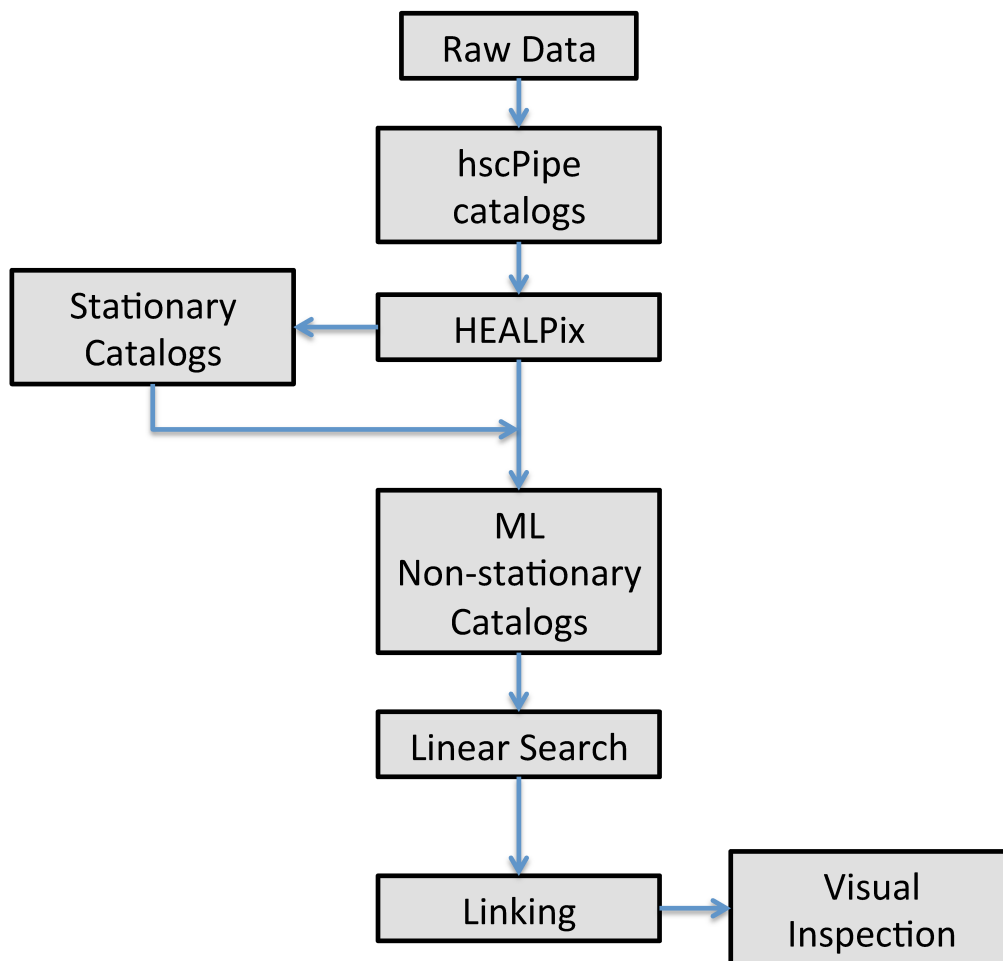 Raw Data
hscPipe
catalogs
Stationary
Catalogs
HEALPix
ML
Non-stationary
Catalogs
Linear Search
Linking
Visual
Inspection